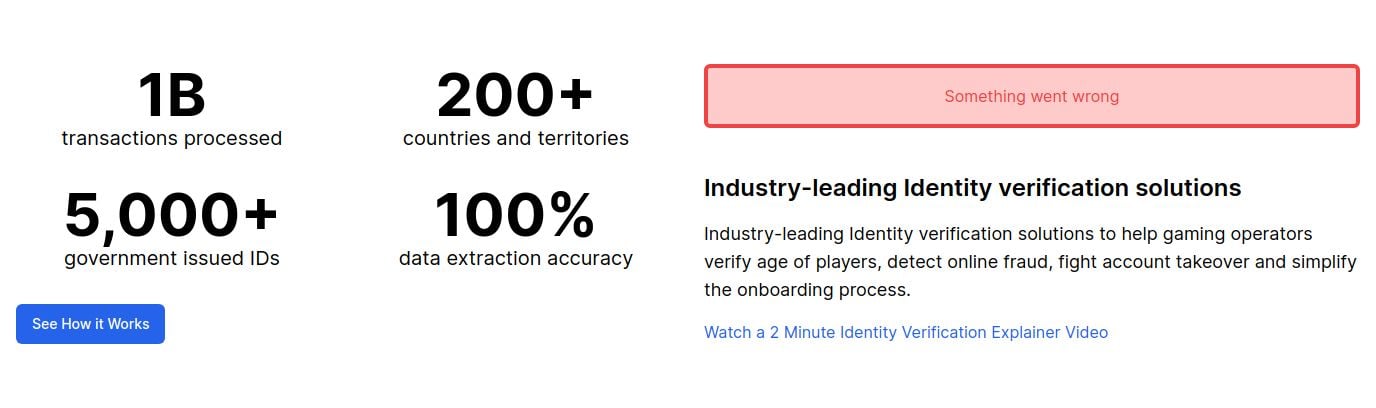 1B
transactions processed
200+
countries and territories
5,000+
government issued IDs
100%
data extraction accuracy
See How it Works
Something went wrong
Industry-leading Identity verification solutions
Industry-leading Identity verification solutions to help gaming operators
verify age of players, detect online fraud, fight account takeover and simplify
the onboarding process.
Watch a 2 Minute Identity Verification Explainer Video